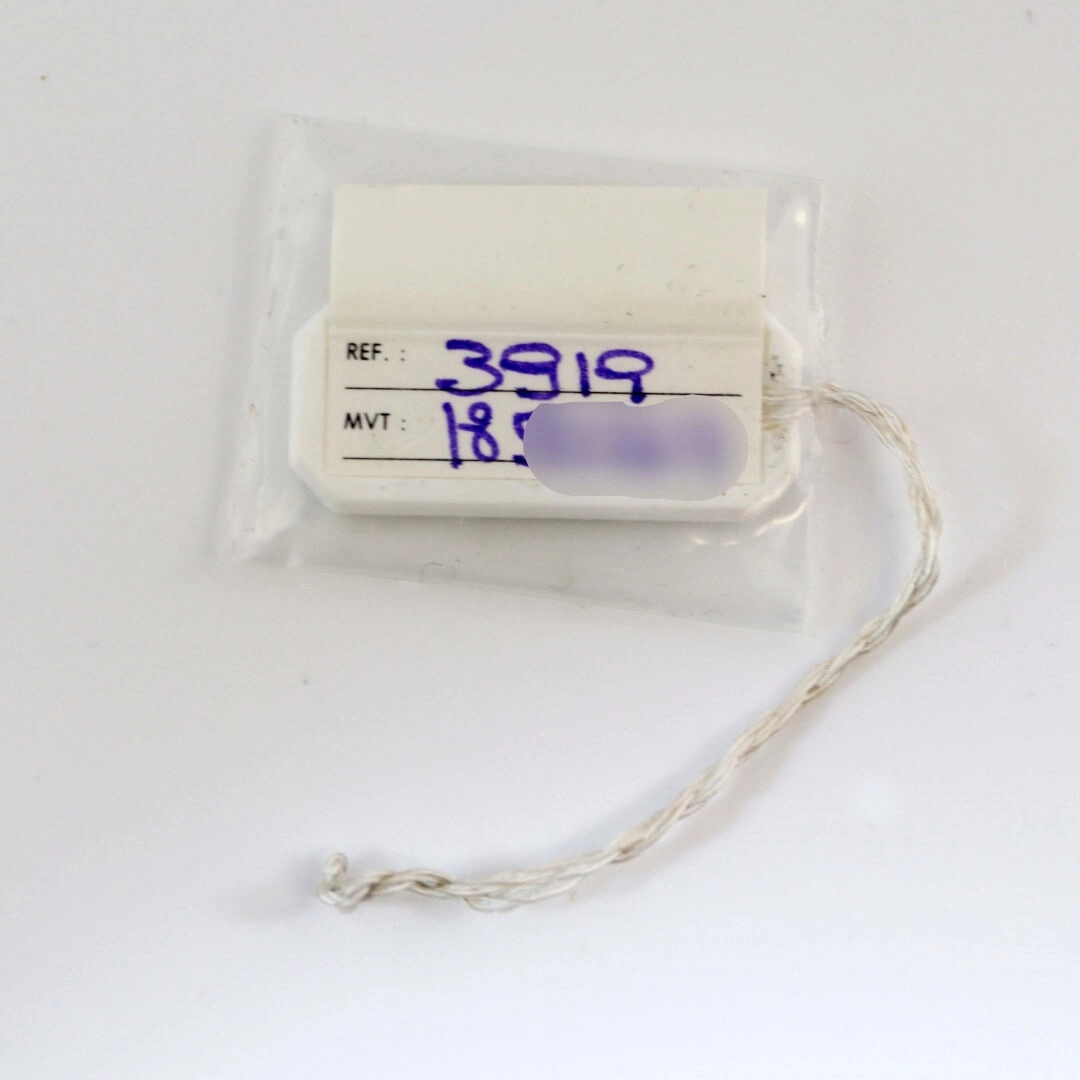 REF. : 3919
MVT : 18